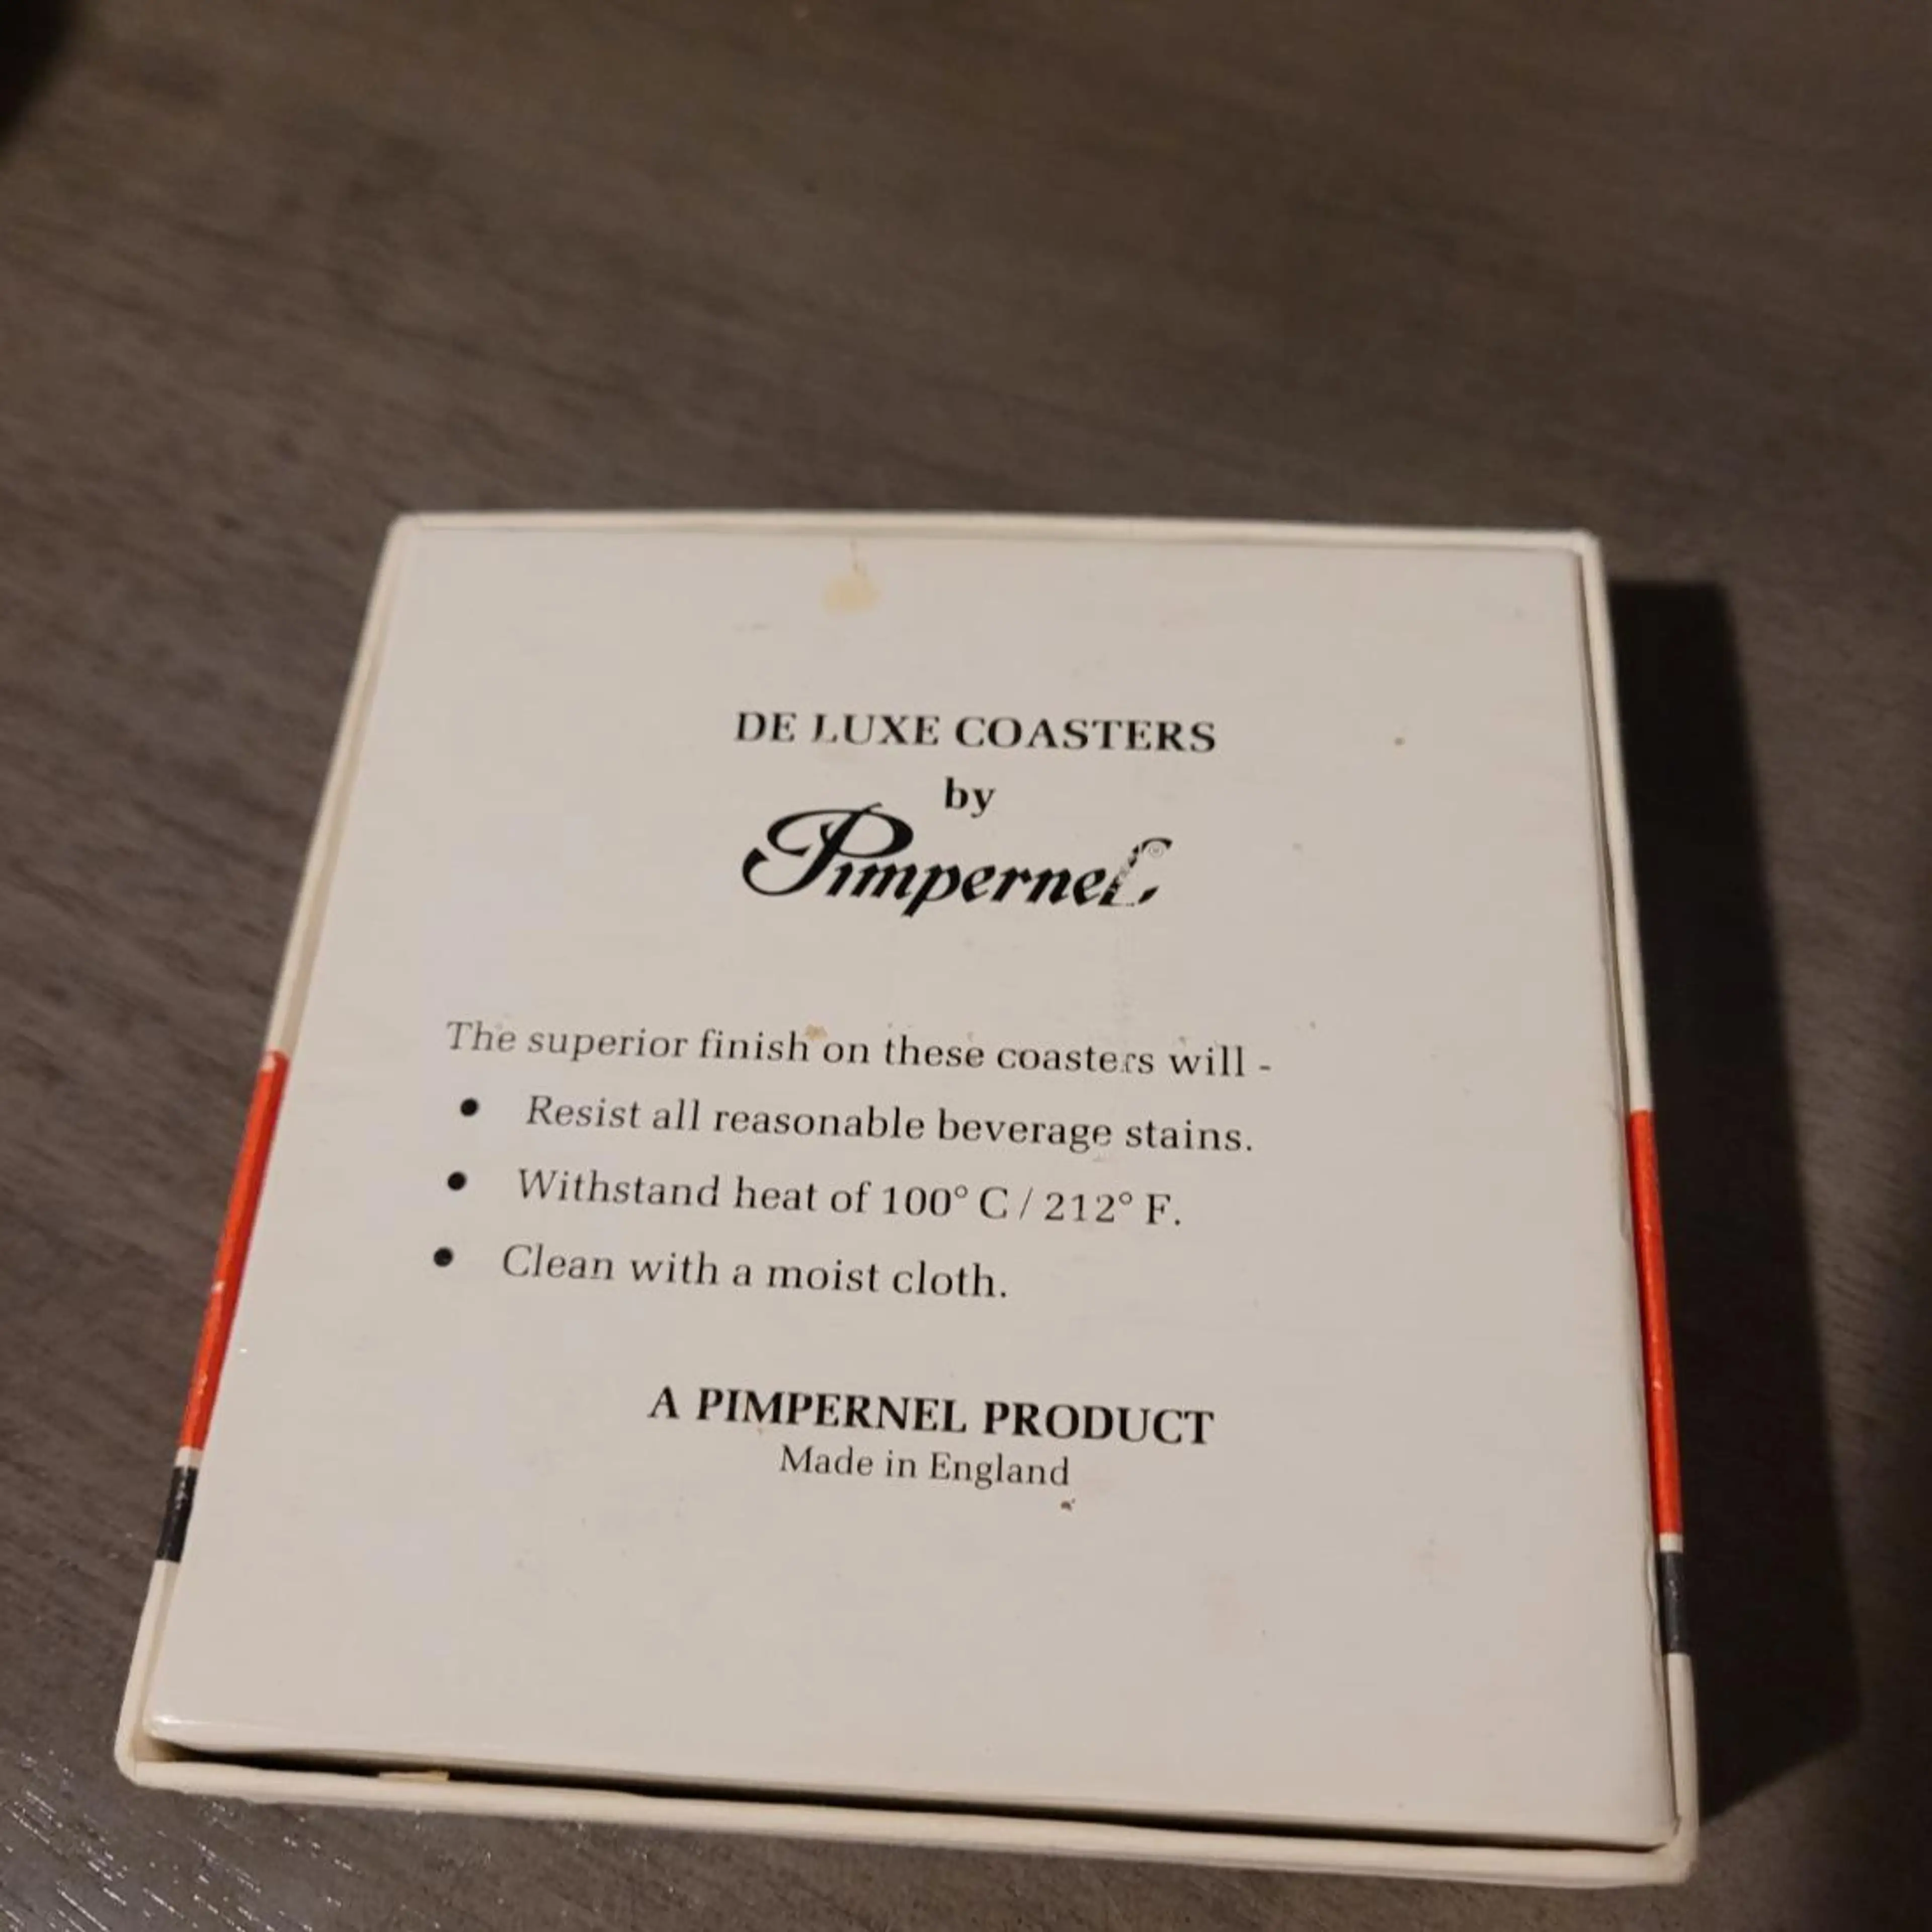 DE LUXE COASTERS
by
Pimpernel
The superior finish on these coasters will -
• Resist all reasonable beverage stains.
• Withstand heat of 100° C / 212° F.
• Clean with a moist cloth.
A PIMPERNEL PRODUCT
Made in England